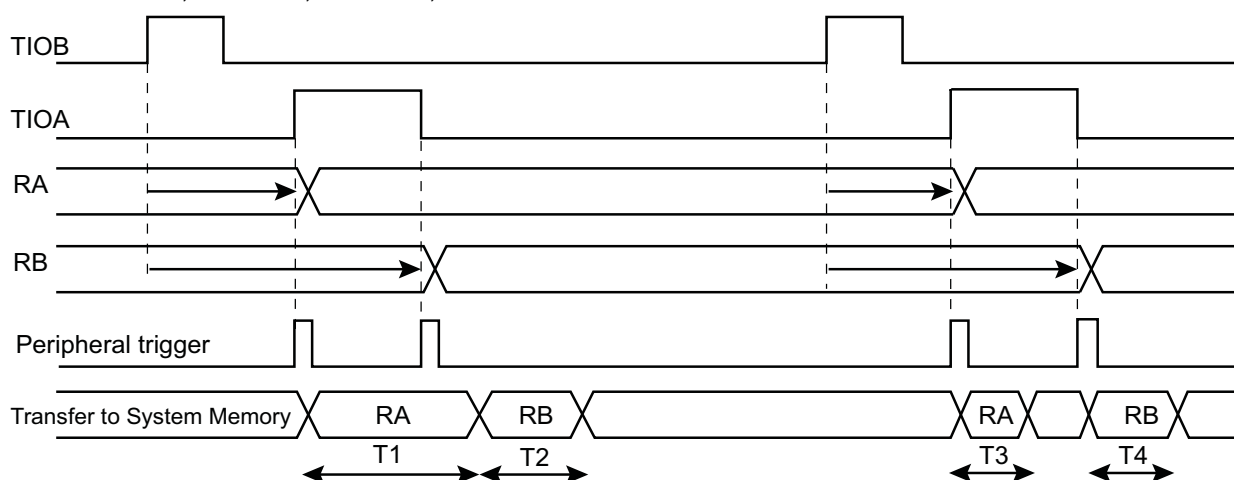 TIOB
TIOA
RA
RB
Peripheral trigger
Transfer to System Memory RA RB RA RB
T1 T2 T3 T4